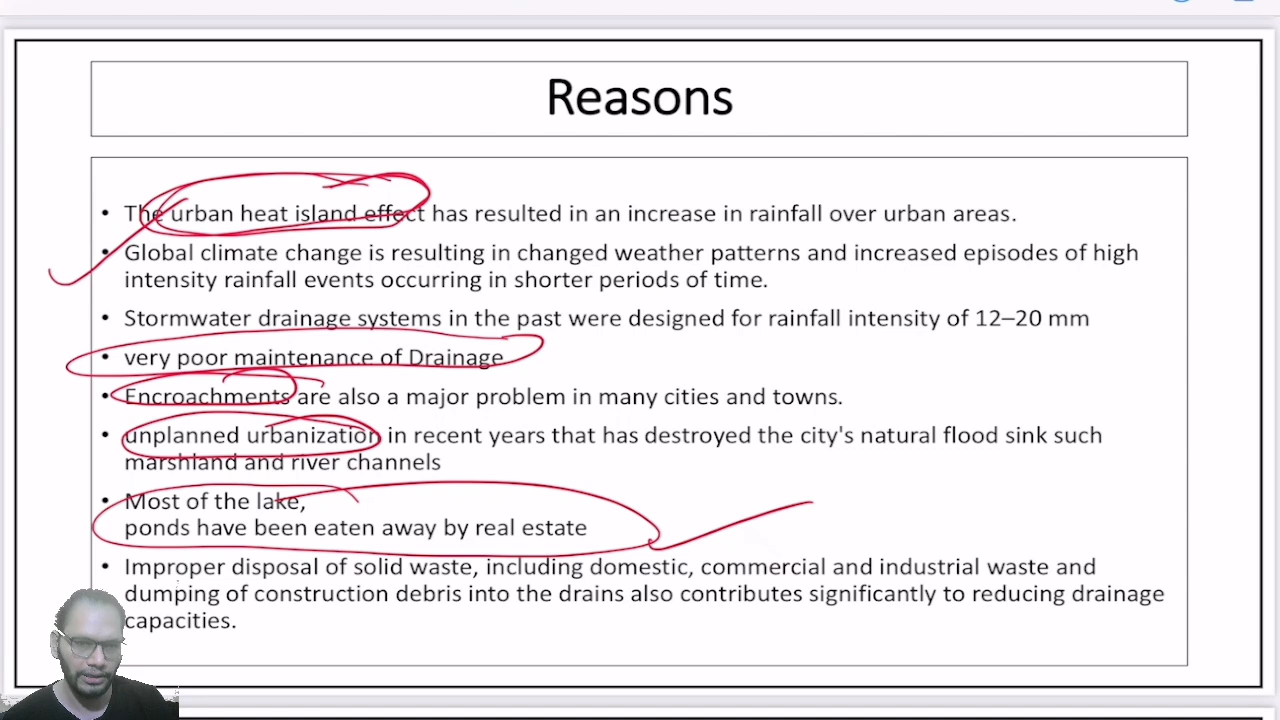 Reasons
• The urban heat island effect has resulted in an increase in rainfall over urban areas.
• Global climate change is resulting in changed weather patterns and increased episodes of high
intensity rainfall events occurring in shorter periods of time.
• Stormwater drainage systems in the past were designed for rainfall intensity of 12–20 mm
• very poor maintenance of Drainage
• Encroachments are also a major problem in many cities and towns.
• unplanned urbanization in recent years that has destroyed the city's natural flood sink such
marshland and river channels
• Most of the lake,
ponds have been eaten away by real estate
• Improper disposal of solid waste, including domestic, commercial and industrial waste and
dumping of construction debris into the drains also contributes significantly to reducing drainage
capacities.